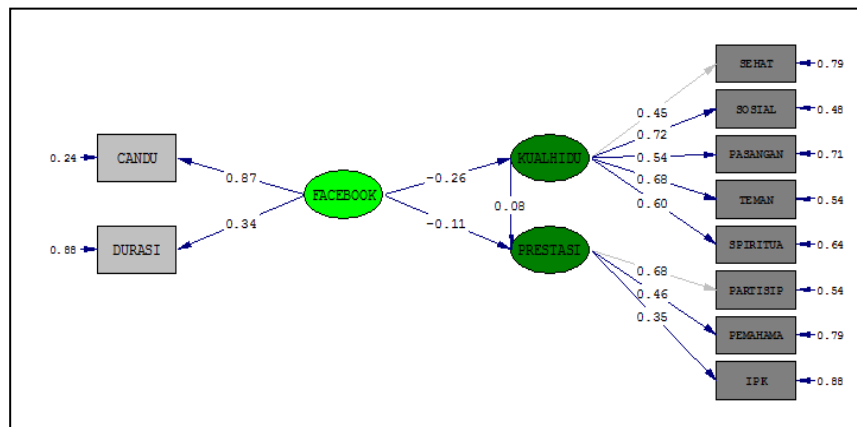 SEHAT
0.79
0.45
SOSIAL
0.48
0.72
0.24
CANDU
0.87
-0.26
KUALHIDU
0.54
PASANGAN
0.71
FACEBOOK
0.68
TEMAN
0.54
0.08
0.60
0.88
DURASI
0.34
-0.11
PRESTASI
SPIRITUA
0.64
0.68
PARTISIP
0.54
0.46
0.35
PEMAHAMA
0.79
IPK
0.88